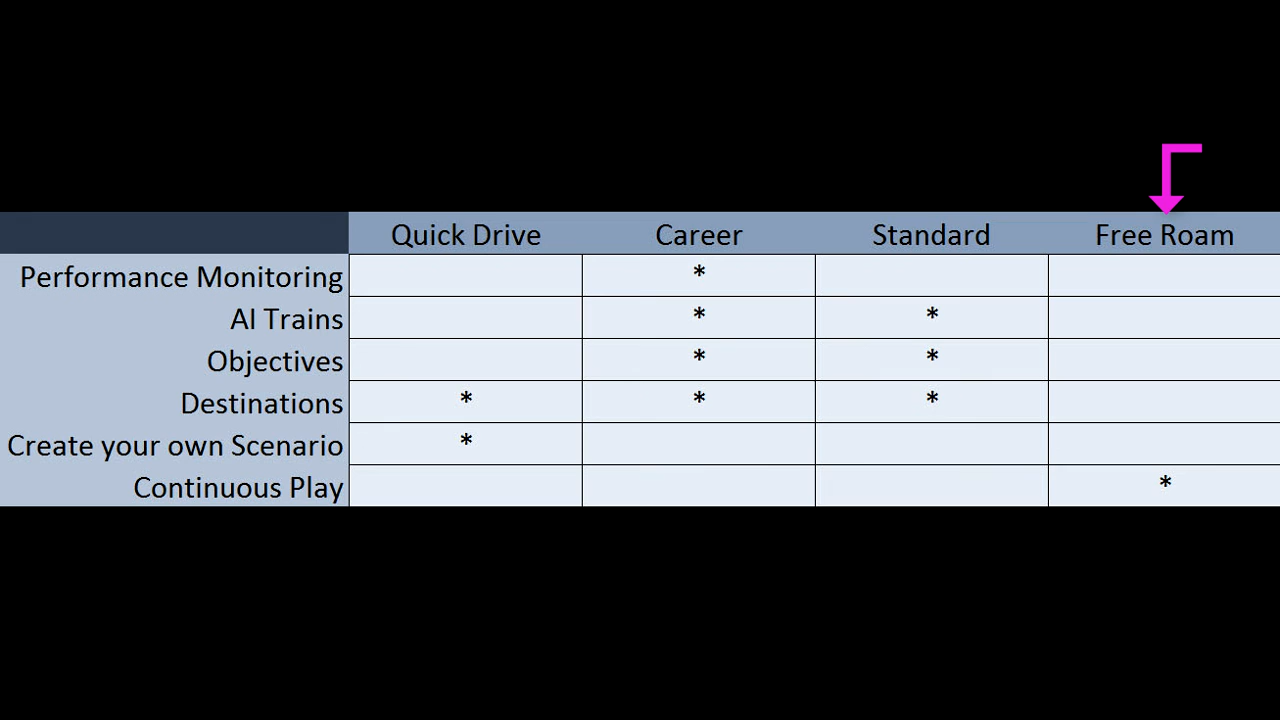 Quick Drive Career Standard Free Roam
Performance Monitoring *
AI Trains * *
Objectives * *
Destinations * * *
Create your own Scenario *
Continuous Play *